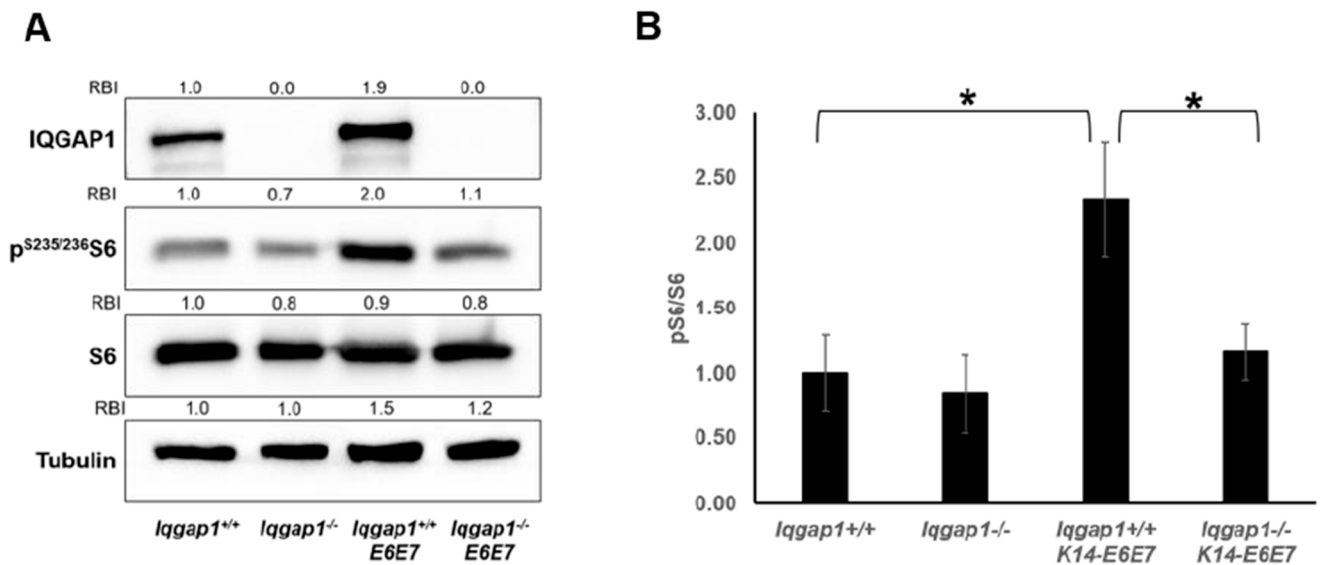 A
RBI 1.0 0.0 1.9 0.0
IQGAP1
RBI 1.0 0.7 2.0 1.1
pS235/236S6
RBI 1.0 0.8 0.9 0.8
S6
RBI 1.0 1.0 1.5 1.2
Tubulin
Iqgap1+/+ Iqgap1-/- Iqgap1+/+ Iqgap1-/-
E6E7 E6E7
B
* *
3.00
2.50
2.00
1.50
1.00
0.50
0.00
pS6/S6
Iqgap1+/+ Iqgap1-/- Iqgap1+/+ Iqgap1-/-
K14-E6E7 K14-E6E7